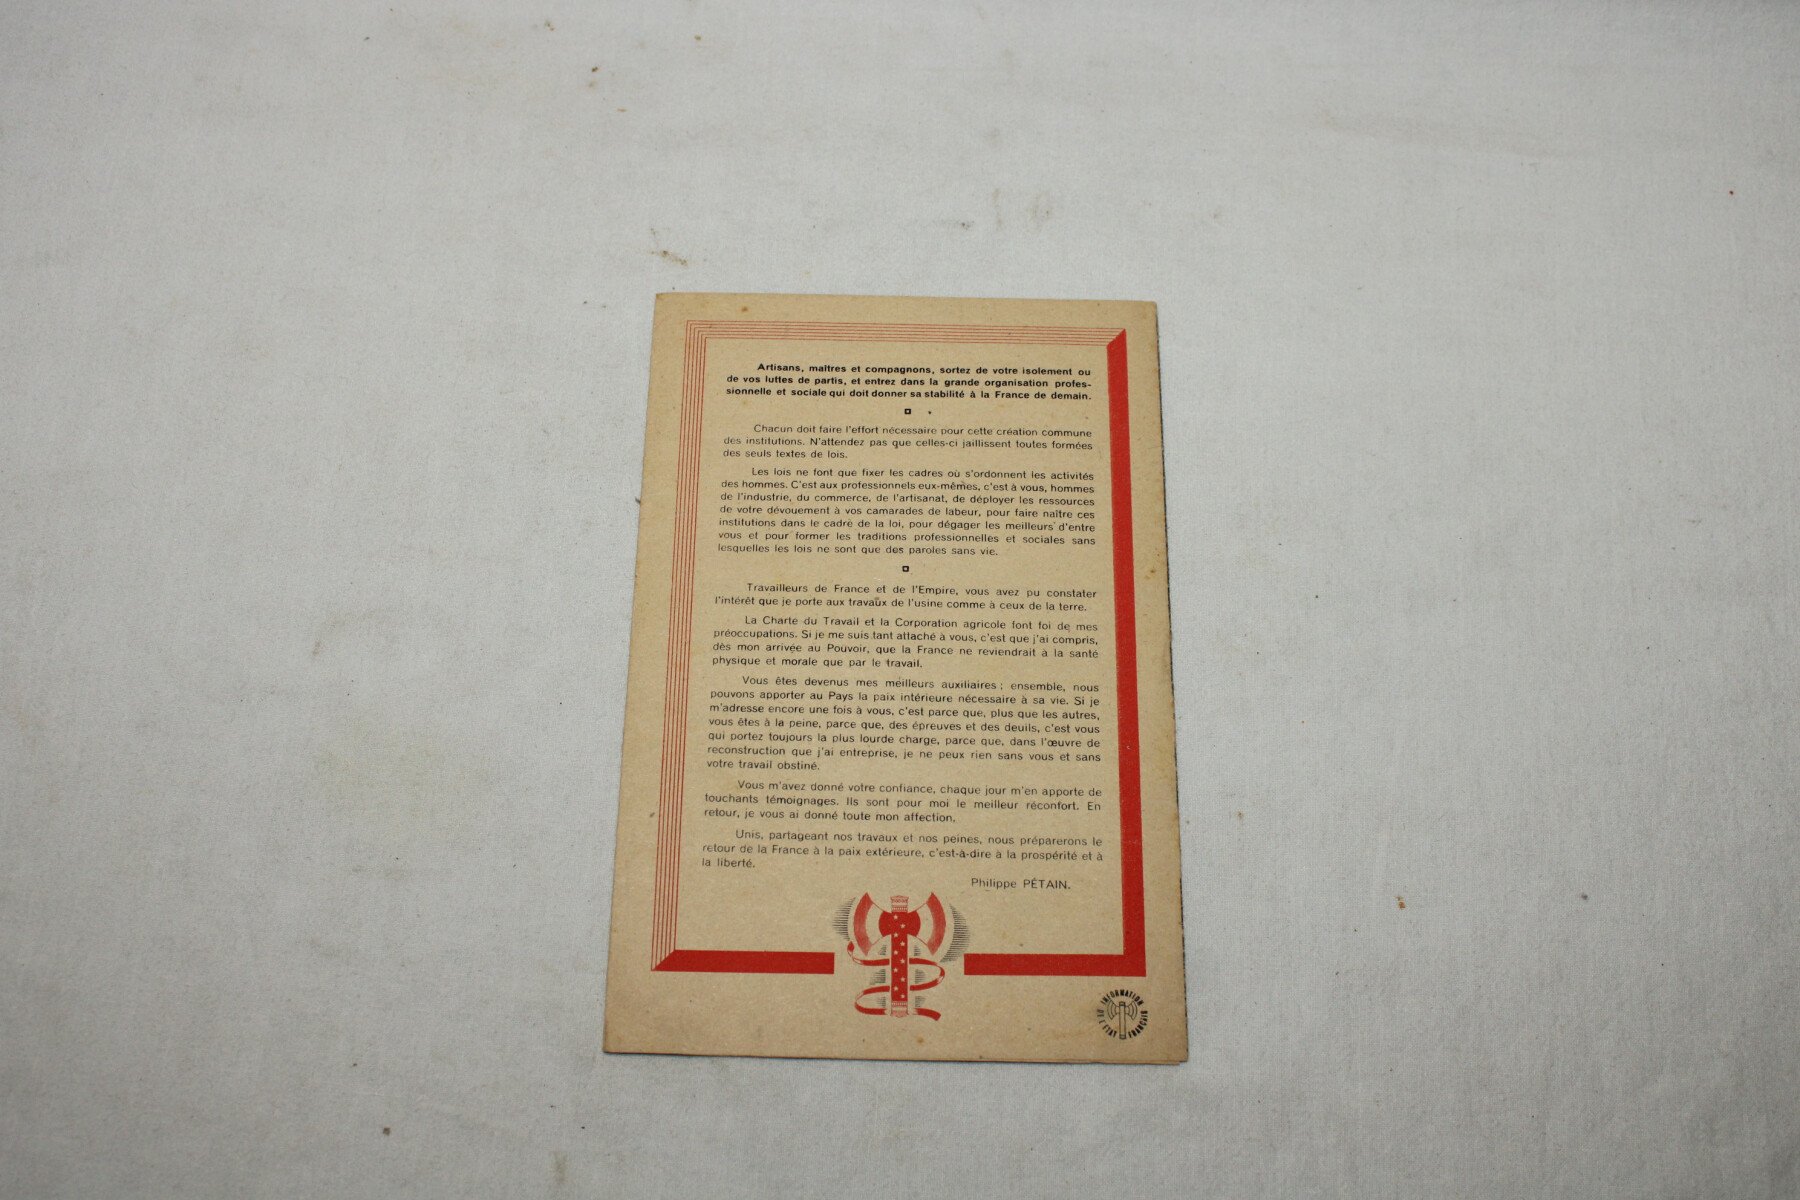 Artisans, maîtres et compagnons, sortez de votre isolement ou
de vos luttes de partis, et entrez dans la grande organisation profes-
sionnelle et sociale qui doit donner sa stabilité à la France de demain.
Chacun doit faire l'effort nécessaire pour cette création commune
des institutions. N'attendez pas que celles-ci jaillissent toutes formées
des seuls textes de lois.
Les lois ne font que fixer les cadres où s'ordonnent les activités
des hommes. C'est aux professionnels eux-mêmes, c'est à vous, hommes
de l'industrie, du commerce, de l'artisanat, de déployer les ressources
de votre dévouement à vos camarades de labeur, pour faire naître ces
institutions dans le cadre de la loi, pour dégager les meilleurs d'entre
vous et pour former les traditions professionnelles et sociales sans
lesquelles les lois ne sont que des paroles sans vie.
Travailleurs de France et de l'Empire, vous avez pu constater
l'intérêt que je porte aux travaux de l'usine comme à ceux de la terre.
La Charte du Travail et la Corporation agricole font foi de mes
préoccupations. Si je me suis tant attaché à vous, c'est que j'ai compris,
dès mon arrivée au Pouvoir, que la France ne reviendrait à la santé
physique et morale que par le travail.
Vous êtes devenus mes meilleurs auxiliaires ; ensemble, nous
pouvons apporter au Pays la paix intérieure nécessaire à sa vie. Si je
m'adresse encore une fois à vous, c'est parce que, plus que les autres,
vous êtes à la peine, parce que, des épreuves et des deuils, c'est vous
qui portez toujours la plus lourde charge, parce que, dans l'œuvre de
reconstruction que j'ai entreprise, je ne peux rien sans vous et sans
votre travail obstiné.
Vous m'avez donné votre confiance, chaque jour m'en apporte de
touchants témoignages. Ils sont pour moi le meilleur réconfort. En
retour, je vous ai donné toute mon affection.
Unis, partageant nos travaux et nos peines, nous préparerons le
retour de la France à la paix extérieure, c'est-à-dire à la prospérité et à
la liberté.
Philippe PÉTAIN.
INFORMATION
DE L'ETAT FRANÇAIS